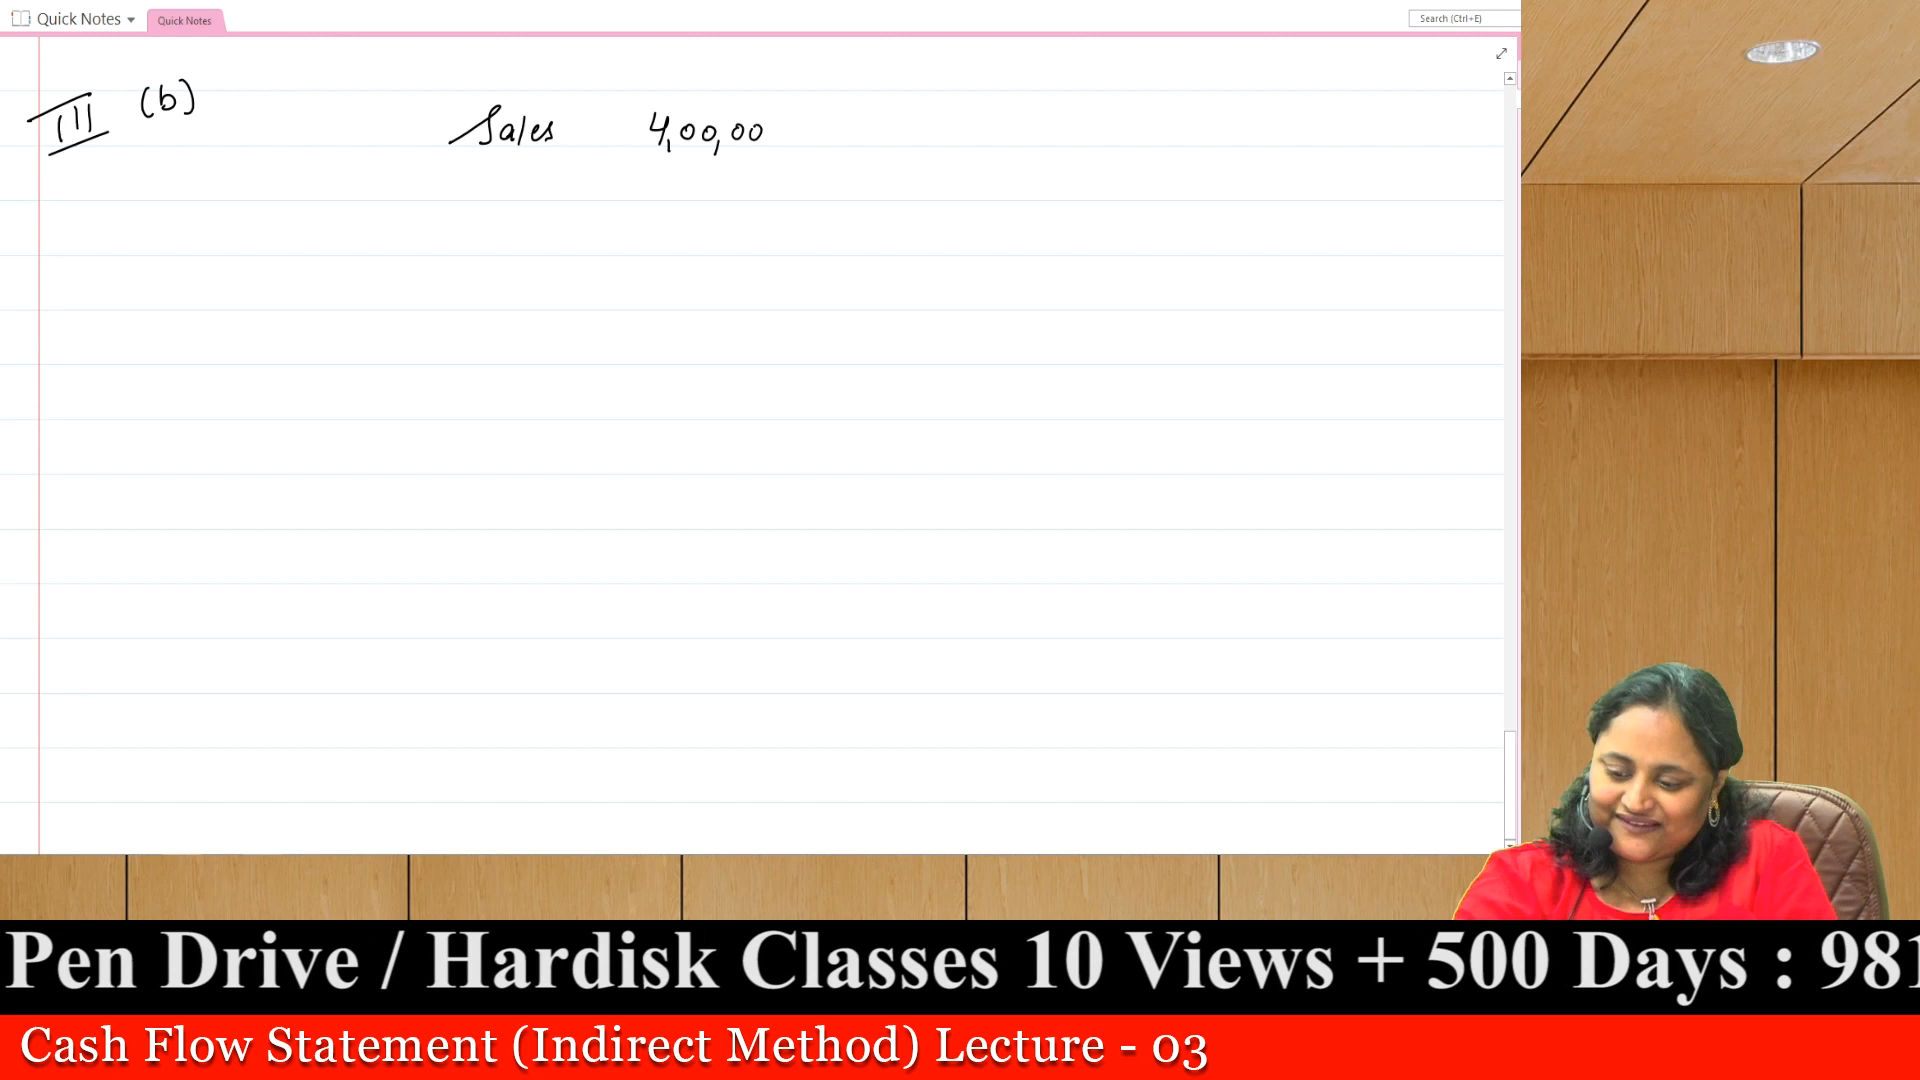 Quick Notes
Quick Notes
Search (Ctrl+E)
III (b)
Sales 4,00,00
Pen Drive / Hardisk Classes 10 Views + 500 Days : 981
Cash Flow Statement (Indirect Method) Lecture - 03